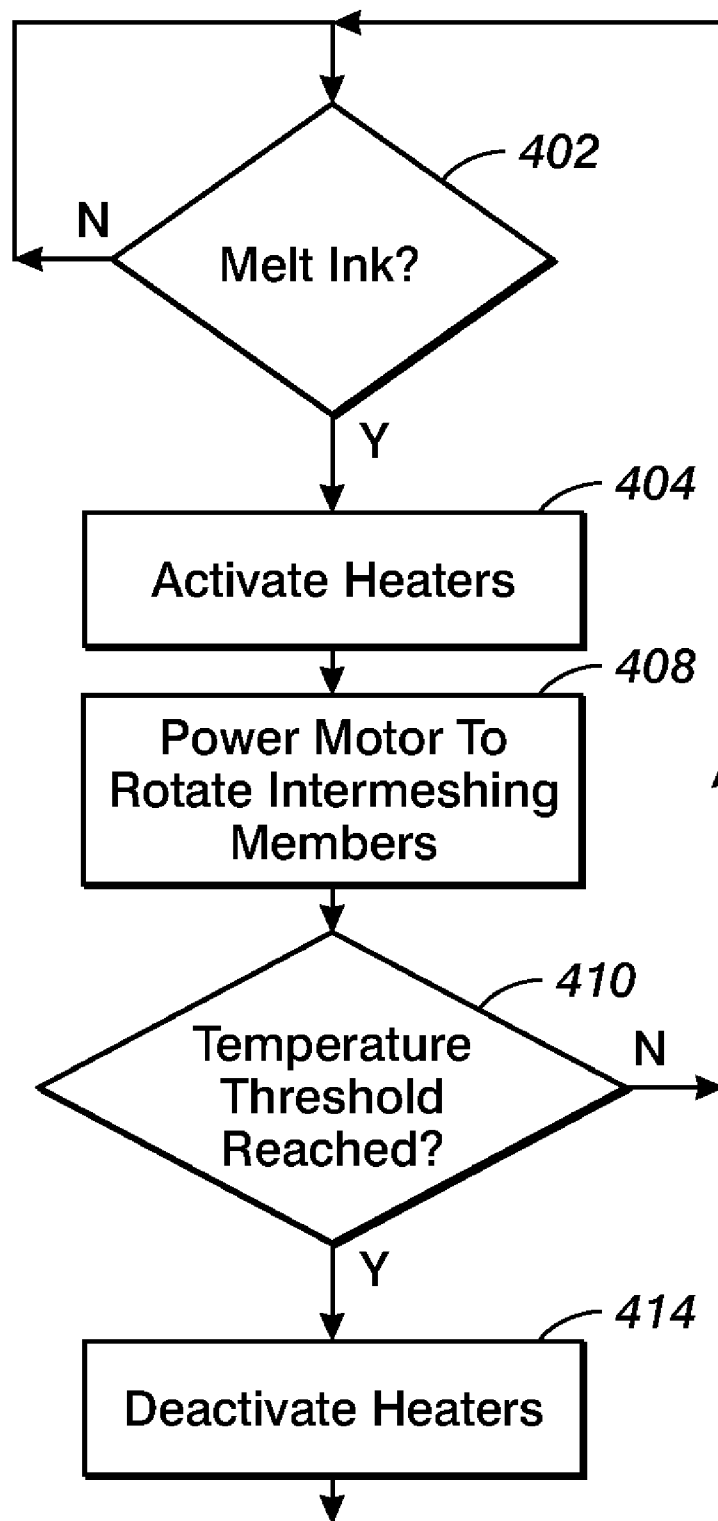 402
N
Melt Ink?
Y
404
Activate Heaters
408
Power Motor To
Rotate Intermeshing
Members
410
Temperature
Threshold
Reached?
N
Y
414
Deactivate Heaters